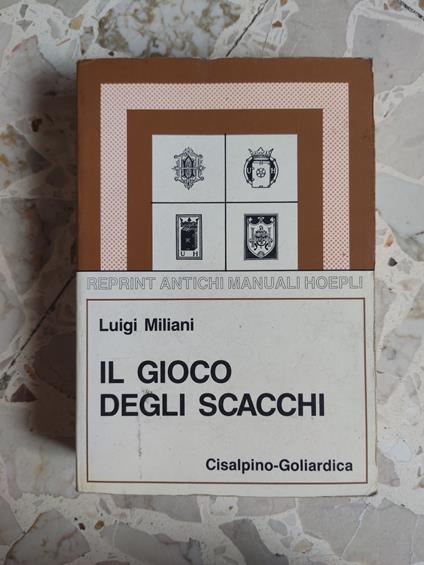 U H
U H
REPRINT ANTICHI MANUALI HOEPLI
Luigi Miliani
IL GIOCO
DEGLI SCACCHI
Cisalpino-Goliardica